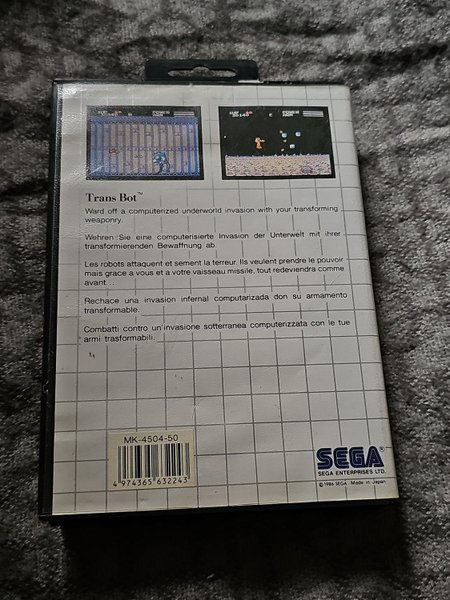 Trans Bot™
Ward off a computerized underworld invasion with your transforming
weaponry.
Wehren Sie eine computerisierte Invasion der Unterwelt mit ihrer
transformierenden Bewaffnung ab.
Les robots attaquent et sement la terreur. Ils veulent prendre le pouvoir
mais grace a vous et a votre vaisseau missile, tout redeviendra comme
avant...
Rechace una invasion infernal computarizada don su armamento
transformable.
Combatti contro un'invasione sotterranea computerizzata con le tue
armi trasformabili.
MK-4504-50
4 974365 632243
SEGA
SEGA ENTERPRISES LTD.
©1986 SEGA Made in Japan